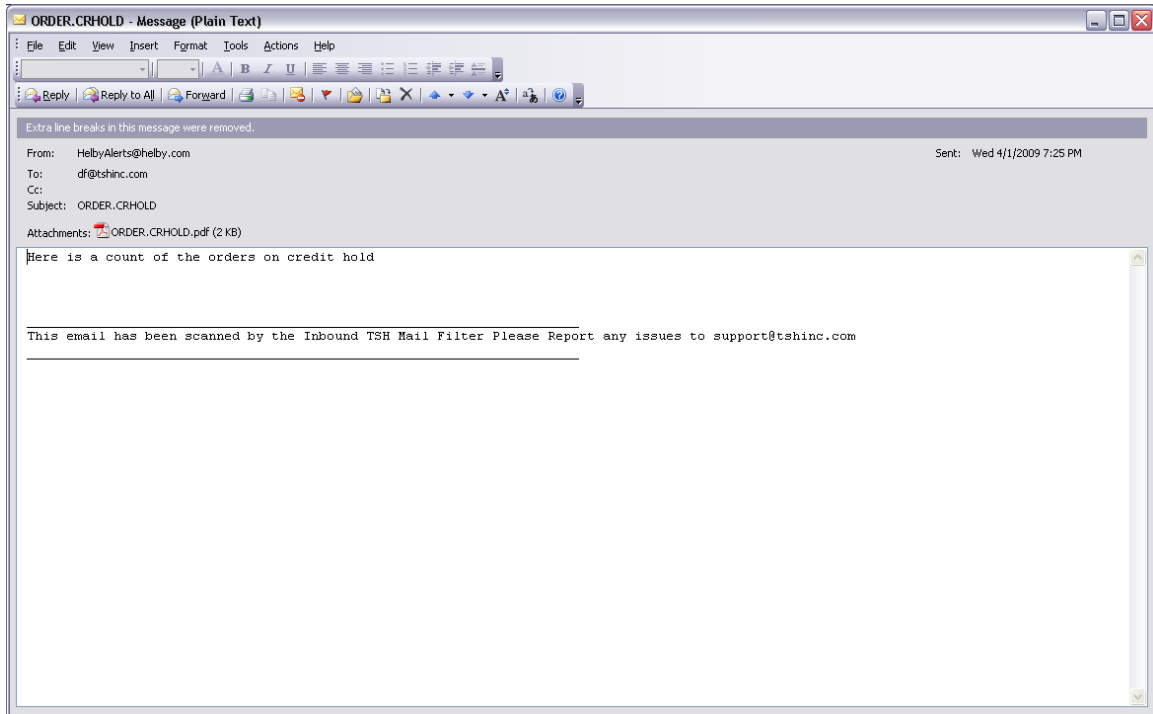 ORDER.CRHOLD - Message (Plain Text)
File Edit View Insert Format Tools Actions Help
A B I U
Reply Reply to All Forward
Extra line breaks in this message were removed.
From: HelbyAlerts@helby.com Sent: Wed 4/1/2009 7:25 PM
To: df@tshinc.com
Cc:
Subject: ORDER.CRHOLD
Attachments: ORDER.CRHOLD.pdf (2 KB)
Here is a count of the orders on credit hold
This email has been scanned by the Inbound TSH Mail Filter Please Report any issues to support@tshinc.com